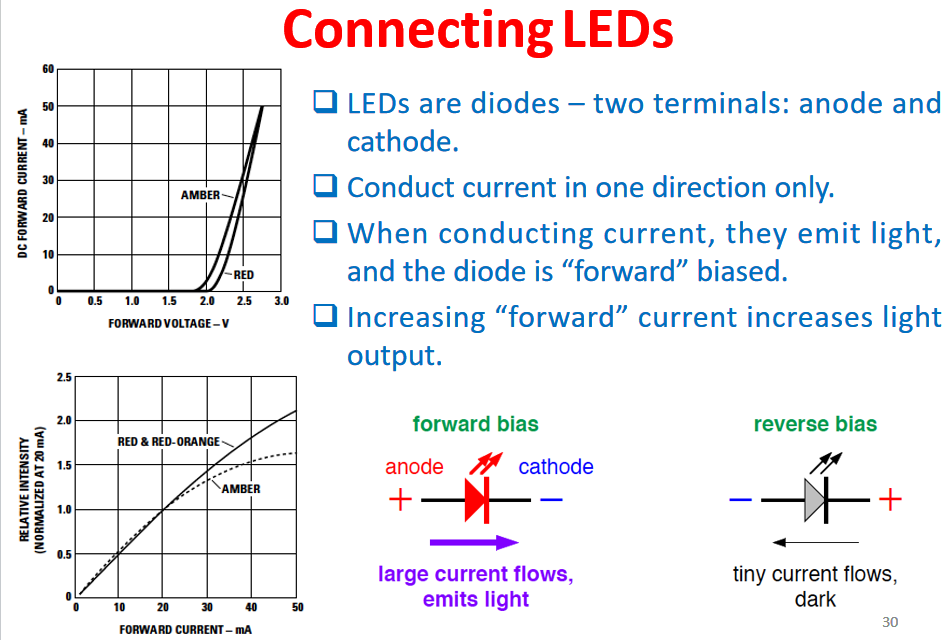 Connecting LEDs
60
50
40
30
20
10
0
DC FORWARD CURRENT – mA
AMBER
RED
0 0.5 1.0 1.5 2.0 2.5 3.0
FORWARD VOLTAGE – V
❑ LEDs are diodes – two terminals: anode and
cathode.
❑ Conduct current in one direction only.
❑ When conducting current, they emit light,
and the diode is “forward” biased.
❑ Increasing “forward” current increases light
output.
2.5
2.0
1.5
1.0
0.5
0
RELATIVE INTENSITY
(NORMALIZED AT 20 mA)
RED & RED-ORANGE
AMBER
0 10 20 30 40 50
FORWARD CURRENT – mA
forward bias
anode cathode
+ –
large current flows,
emits light
reverse bias
– +
tiny current flows,
dark
30